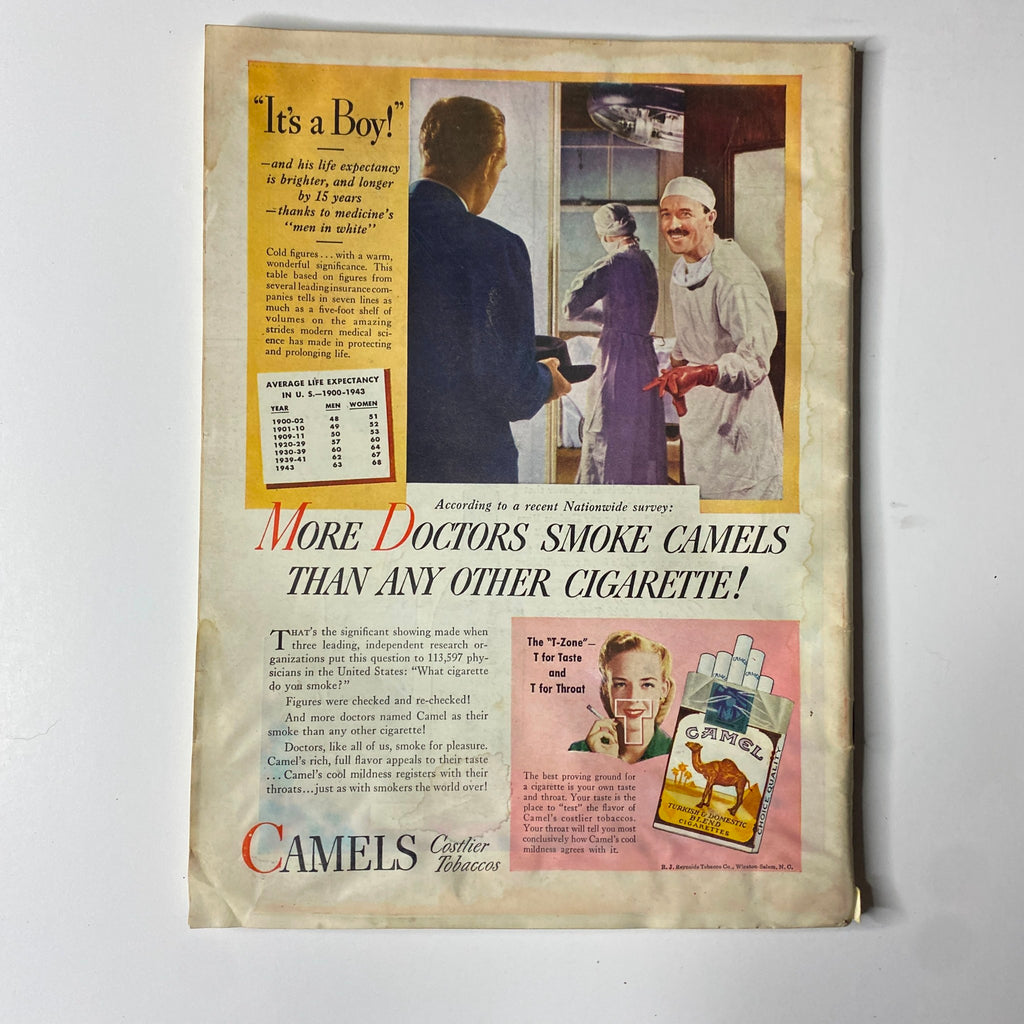 "It's a Boy!"
—and his life expectancy
is brighter, and longer
by 15 years
—thanks to medicine's
"men in white"
Cold figures...with a warm,
wonderful significance. This
table based on figures from
several leading insurance com-
panies tells in seven lines as
much as a five-foot shelf of
volumes on the amazing
strides modern medical sci-
ence has made in protecting
and prolonging life.
AVERAGE LIFE EXPECTANCY
IN U. S.—1900-1943
YEAR MEN WOMEN
1900-02 48 51
1901-10 49 52
1909-11 50 53
1920-29 57 60
1930-39 60 64
1939-41 62 67
1943 63 68
According to a recent Nationwide survey:
MORE DOCTORS SMOKE CAMELS
THAN ANY OTHER CIGARETTE!
THAT's the significant showing made when
three leading, independent research or-
ganizations put this question to 113,597 phy-
sicians in the United States: "What cigarette
do you smoke?"
Figures were checked and re-checked!
And more doctors named Camel as their
smoke than any other cigarette!
Doctors, like all of us, smoke for pleasure.
Camel's rich, full flavor appeals to their taste
... Camel's cool mildness registers with their
throats...just as with smokers the world over!
CAMELS Costlier
Tobaccos
The "T-Zone"—
T for Taste
and
T for Throat
T
The best proving ground for
a cigarette is your own taste
and throat. Your taste is the
place to "test" the flavor of
Camel's costlier tobaccos.
Your throat will tell you most
conclusively how Camel's cool
mildness agrees with it.
CAMEL
CAMEL
CAMEL
CAMEL
TURKISH & DOMESTIC
BLEND
CIGARETTES
CHOICE QUALITY
R. J. Reynolds Tobacco Co., Winston-Salem, N. C.